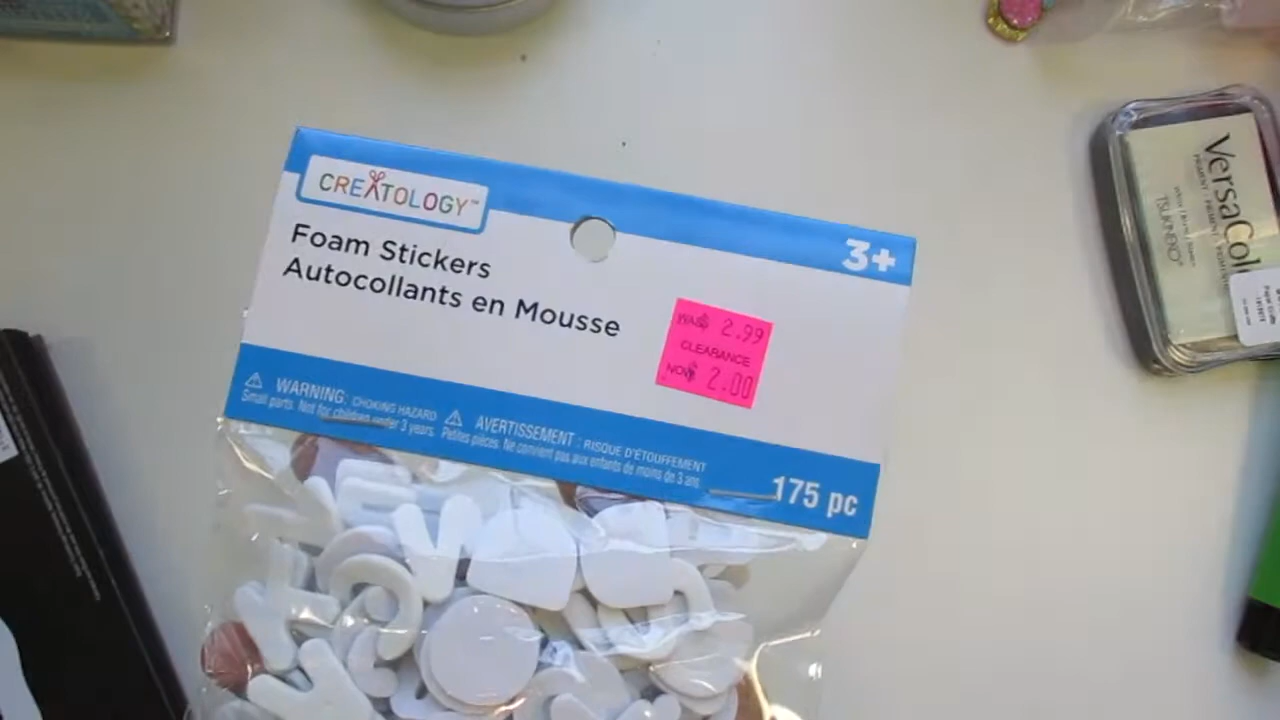 CREATOLOGY™
Foam Stickers
Autocollants en Mousse
3+
WAS$ 2.99
CLEARANCE
NOW$ 2.00
WARNING: CHOKING HAZARD
Small parts. Not for children under 3 years.
AVERTISSEMENT : RISQUE D'ÉTOUFFEMENT
Petites pièces. Ne convient pas aux enfants de moins de 3 ans.
175 pc
VersaCol
TSUKINEKO